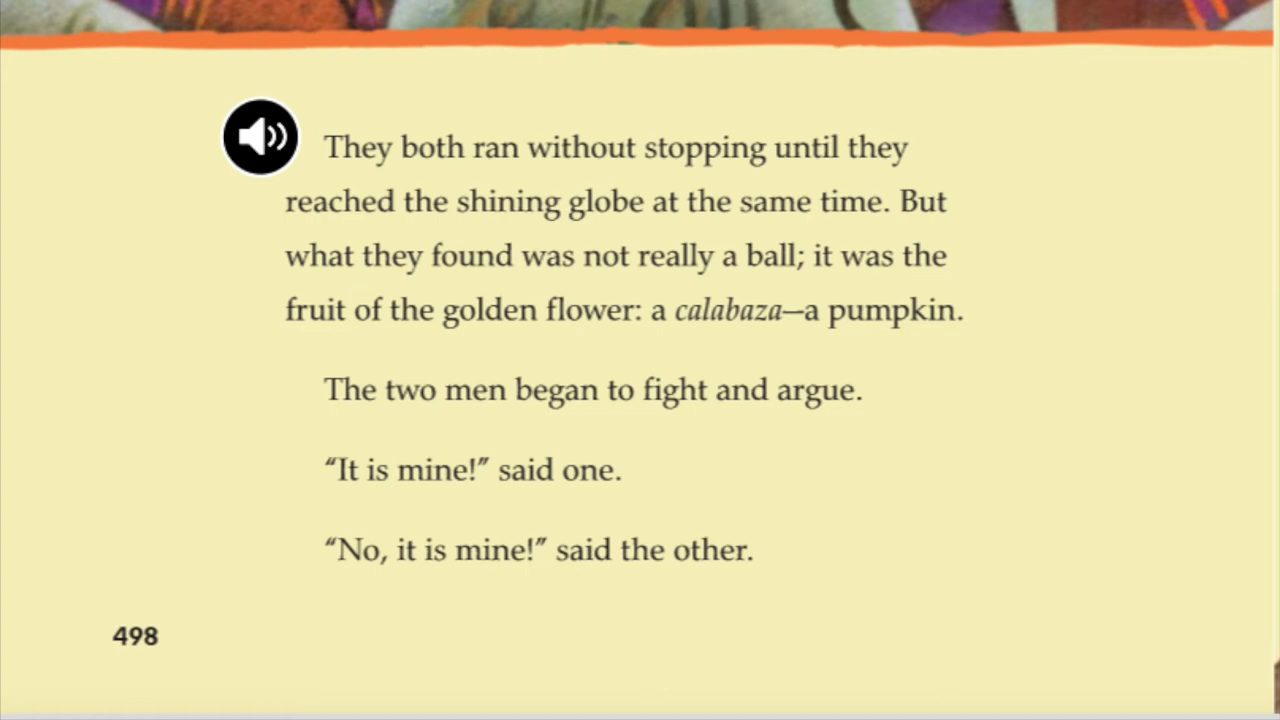 They both ran without stopping until they
reached the shining globe at the same time. But
what they found was not really a ball; it was the
fruit of the golden flower: a calabaza—a pumpkin.
The two men began to fight and argue.
“It is mine!” said one.
“No, it is mine!” said the other.
498